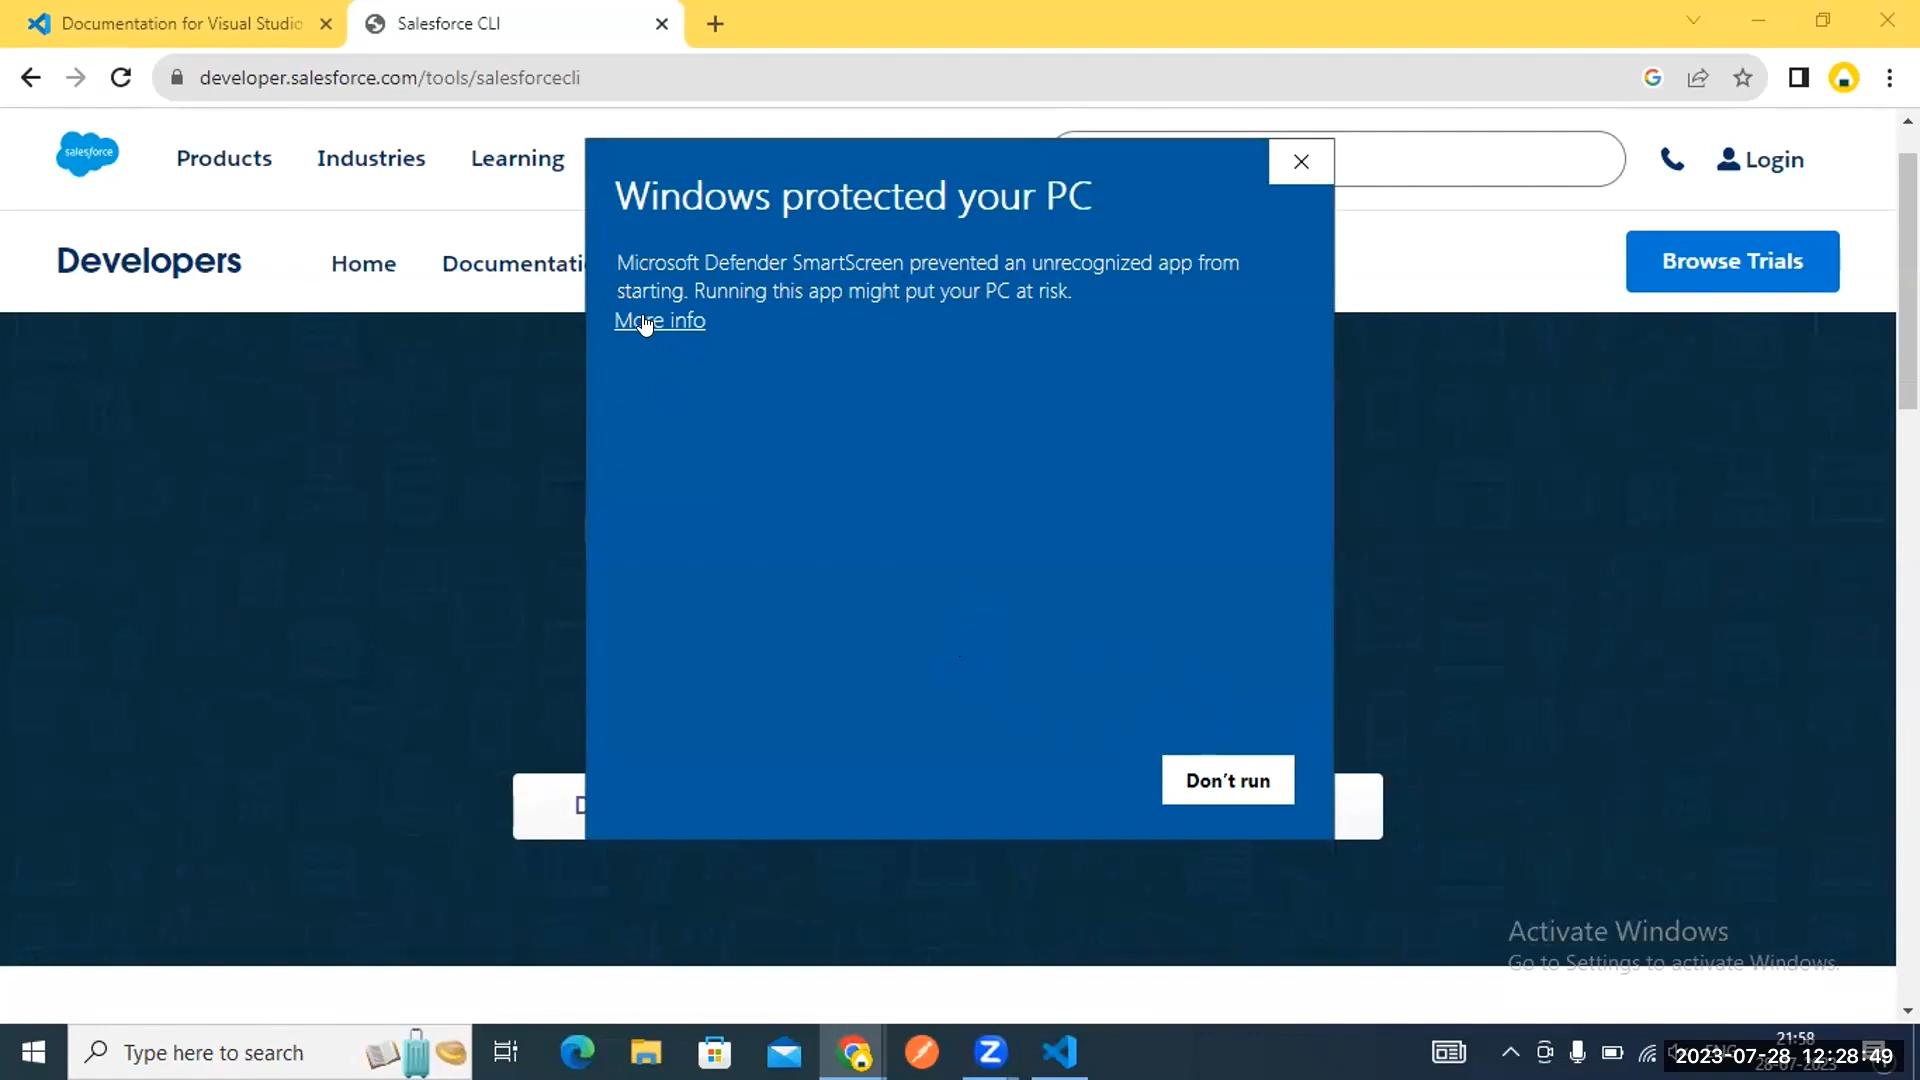 Documentation for Visual Studio
Salesforce CLI
developer.salesforce.com/tools/salesforcecli
salesforce
Products
Industries
Learning
Login
Developers
Home
Documentati
Browse Trials
Windows protected your PC
Microsoft Defender SmartScreen prevented an unrecognized app from
starting. Running this app might put your PC at risk.
More info
Don't run
D
Activate Windows
Go to Settings to activate Windows.
Type here to search
21:58
28-07-2023
2023-07-28 12:28:49